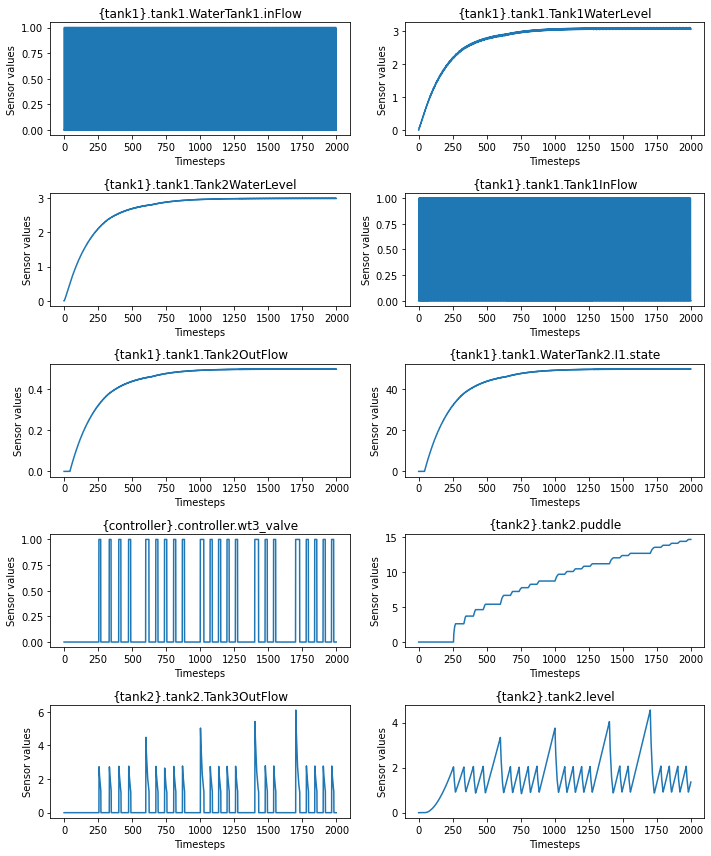 {tank1}.tank1.WaterTank1.inFlow
1.00
0.75
0.50
0.25
0.00
Sensor values
0 250 500 750 1000 1250 1500 1750 2000
Timesteps
{tank1}.tank1.Tank1WaterLevel
3
2
1
0
Sensor values
0 250 500 750 1000 1250 1500 1750 2000
Timesteps
{tank1}.tank1.Tank2WaterLevel
3
2
1
0
Sensor values
0 250 500 750 1000 1250 1500 1750 2000
Timesteps
{tank1}.tank1.Tank1InFlow
1.00
0.75
0.50
0.25
0.00
Sensor values
0 250 500 750 1000 1250 1500 1750 2000
Timesteps
{tank1}.tank1.Tank2OutFlow
0.4
0.2
0.0
Sensor values
0 250 500 750 1000 1250 1500 1750 2000
Timesteps
{tank1}.tank1.WaterTank2.I1.state
40
20
0
Sensor values
0 250 500 750 1000 1250 1500 1750 2000
Timesteps
{controller}.controller.wt3_valve
1.00
0.75
0.50
0.25
0.00
Sensor values
0 250 500 750 1000 1250 1500 1750 2000
Timesteps
{tank2}.tank2.puddle
15
10
5
0
Sensor values
0 250 500 750 1000 1250 1500 1750 2000
Timesteps
{tank2}.tank2.Tank3OutFlow
6
4
2
0
Sensor values
0 250 500 750 1000 1250 1500 1750 2000
Timesteps
{tank2}.tank2.level
4
2
0
Sensor values
0 250 500 750 1000 1250 1500 1750 2000
Timesteps